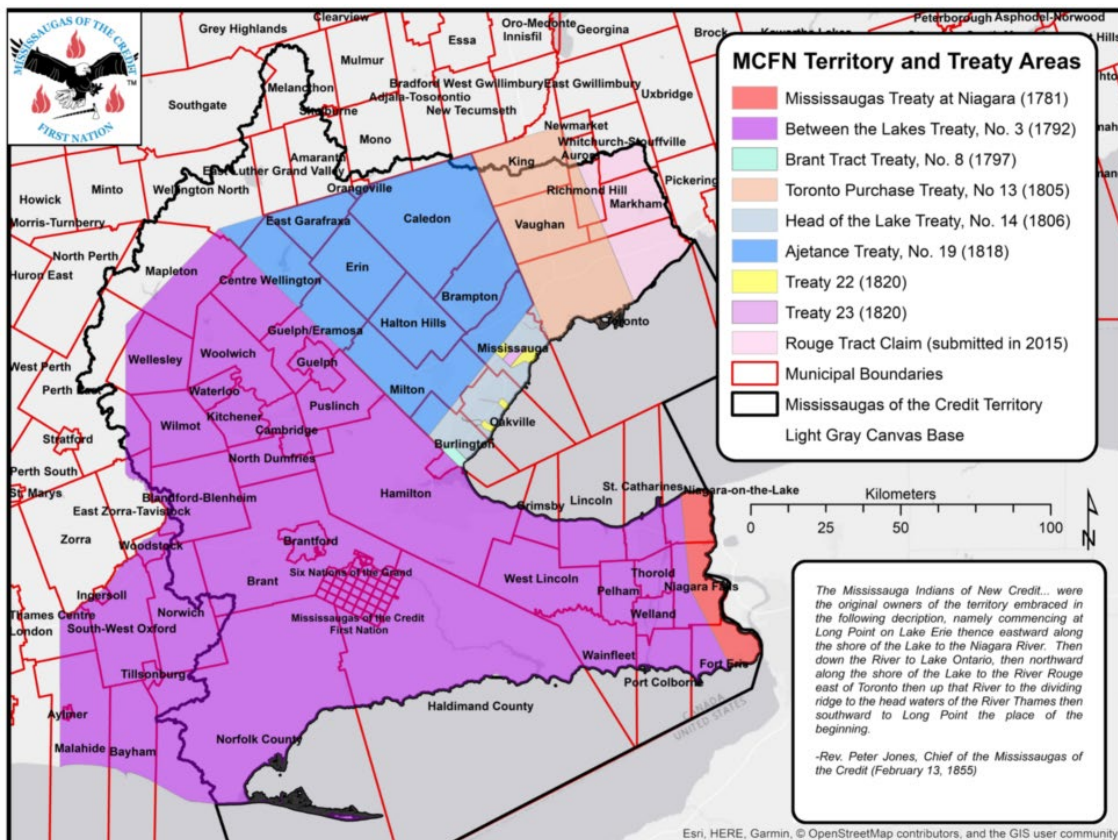 MISSISSAUGAS OF THE CREDIT
TM
FIRST NATION
MCFN Territory and Treaty Areas
Mississaugas Treaty at Niagara (1781)
Between the Lakes Treaty, No. 3 (1792)
Brant Tract Treaty, No. 8 (1797)
Toronto Purchase Treaty, No 13 (1805)
Head of the Lake Treaty, No. 14 (1806)
Ajetance Treaty, No. 19 (1818)
Treaty 22 (1820)
Treaty 23 (1820)
Rouge Tract Claim (submitted in 2015)
Municipal Boundaries
Mississaugas of the Credit Territory
Light Gray Canvas Base
Clearview
Grey Highlands
Oro-Medonte
Peterborough
Asphodel-Norwood
Essa
Innisfil
Georgina
Brock
Mulmur
Melancthon
Bradford West Gwillimbury
East Gwillimbury
Adjala-Tosorontio
Uxbridge
Southgate
Shelburne
New Tecumseth
Mono
Newmarket
Whitchurch-Stouffville
Aurora
King
Amaranth
East Luther Grand Valley
Pickering
Minto
Wellington North
Orangeville
Richmond Hill
Markham
Howick
Morris-Turnberry
East Garafraxa
Caledon
Vaughan
North Perth
Huron East
Mapleton
Erin
Centre Wellington
Brampton
Halton Hills
Toronto
Guelph/Eramosa
Mississauga
Woolwich
Guelph
Wellesley
West Perth
Perth East
Waterloo
Milton
Puslinch
Kitchener
Wilmot
Cambridge
Oakville
Stratford
Burlington
North Dumfries
Perth South
St. Marys
Hamilton
Blandford-Blenheim
East Zorra-Tavistock
St. Catharines
Niagara-on-the-Lake
Lincoln
Grimsby
Zorra
Woodstock
Brantford
Six Nations of the Grand
Brant
West Lincoln
Thorold
Niagara Falls
Pelham
Ingersoll
Thames Centre
Norwich
London
South-West Oxford
Mississaugas of the Credit
First Nation
Welland
Wainfleet
Tillsonburg
Fort Erie
Port Colborne
Haldimand County
Aylmer
Norfolk County
Malahide
Bayham
CANADA
UNITED STATES
Kilometers
0 25 50 100
N
The Mississauga Indians of New Credit... were
the original owners of the territory embraced in
the following decription, namely commencing at
Long Point on Lake Erie thence eastward along
the shore of the Lake to the Niagara River. Then
down the River to Lake Ontario, then northward
along the shore of the Lake to the River Rouge
east of Toronto then up that River to the dividing
ridge to the head waters of the River Thames then
southward to Long Point the place of the
beginning.
-Rev. Peter Jones, Chief of the Mississaugas of
the Credit (February 13, 1855)
Esri, HERE, Garmin, © OpenStreetMap contributors, and the GIS user community